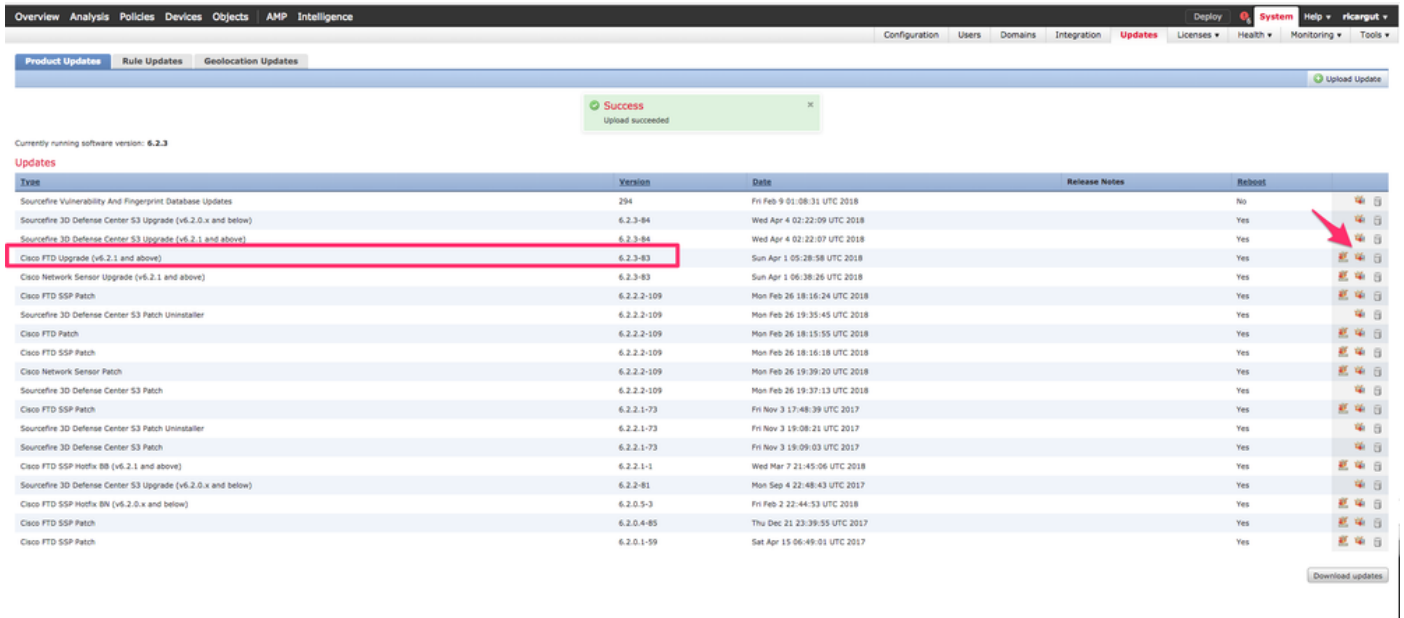 Overview Analysis Policies Devices Objects AMP Intelligence Deploy 6 System Help ricargut
Configuration Users Domains Integration Updates Licenses Health Monitoring Tools
Product Updates Rule Updates Geolocation Updates
Upload Update
Success ×
Upload succeeded
Currently running software version: 6.2.3
Updates
Type Version Date Release Notes Reboot
Sourcefire Vulnerability And Fingerprint Database Updates 294 Fri Feb 9 01:08:31 UTC 2018 No
Sourcefire 3D Defense Center S3 Upgrade (v6.2.0.x and below) 6.2.3-84 Wed Apr 4 02:22:09 UTC 2018 Yes
Sourcefire 3D Defense Center S3 Upgrade (v6.2.1 and above) 6.2.3-84 Wed Apr 4 02:22:07 UTC 2018 Yes
Cisco FTD Upgrade (v6.2.1 and above) 6.2.3-83 Sun Apr 1 05:28:58 UTC 2018 Yes
Cisco Network Sensor Upgrade (v6.2.1 and above) 6.2.3-83 Sun Apr 1 06:38:26 UTC 2018 Yes
Cisco FTD SSP Patch 6.2.2.2-109 Mon Feb 26 18:16:24 UTC 2018 Yes
Sourcefire 3D Defense Center S3 Patch Uninstaller 6.2.2.2-109 Mon Feb 26 19:35:45 UTC 2018 Yes
Cisco FTD Patch 6.2.2.2-109 Mon Feb 26 18:15:55 UTC 2018 Yes
Cisco FTD SSP Patch 6.2.2.2-109 Mon Feb 26 18:16:18 UTC 2018 Yes
Cisco Network Sensor Patch 6.2.2.2-109 Mon Feb 26 19:39:20 UTC 2018 Yes
Sourcefire 3D Defense Center S3 Patch 6.2.2.2-109 Mon Feb 26 19:37:13 UTC 2018 Yes
Cisco FTD SSP Patch 6.2.2.1-73 Fri Nov 3 17:48:39 UTC 2017 Yes
Sourcefire 3D Defense Center S3 Patch Uninstaller 6.2.2.1-73 Fri Nov 3 19:08:21 UTC 2017 Yes
Sourcefire 3D Defense Center S3 Patch 6.2.2.1-73 Fri Nov 3 19:09:03 UTC 2017 Yes
Cisco FTD SSP Hotfix BB (v6.2.1 and above) 6.2.2.1-1 Wed Mar 7 21:45:06 UTC 2018 Yes
Sourcefire 3D Defense Center S3 Upgrade (v6.2.0.x and below) 6.2.2-81 Mon Sep 4 22:48:43 UTC 2017 Yes
Cisco FTD SSP Hotfix BN (v6.2.0.x and below) 6.2.0.5-3 Fri Feb 2 22:44:53 UTC 2018 Yes
Cisco FTD SSP Patch 6.2.0.4-85 Thu Dec 21 23:39:55 UTC 2017 Yes
Cisco FTD SSP Patch 6.2.0.1-59 Sat Apr 15 06:49:01 UTC 2017 Yes
Download updates